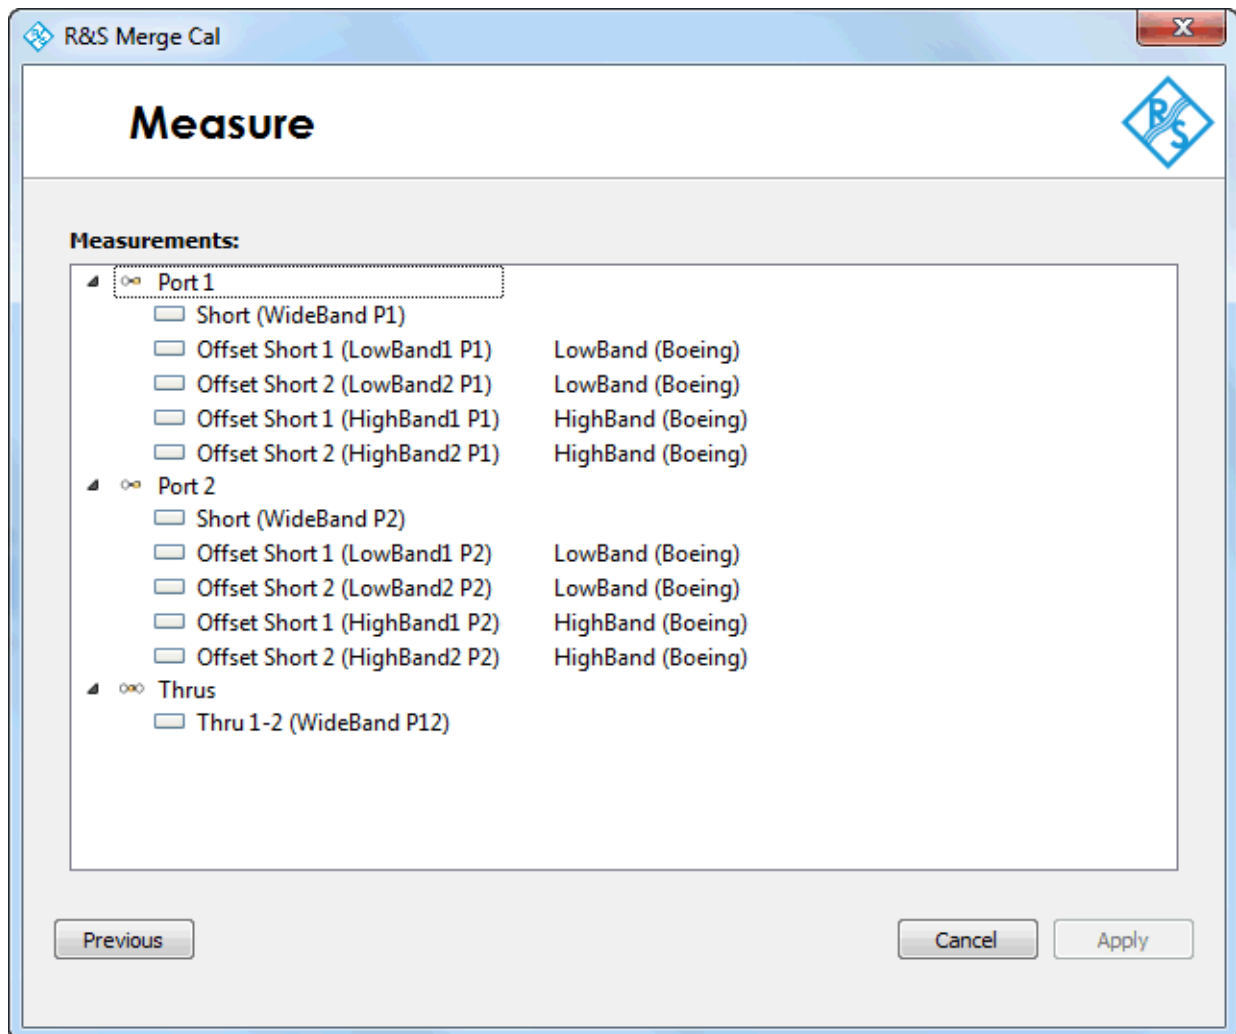 R&S Merge Cal
X
Measure
R
S
Measurements:
Port 1
Short (WideBand P1)
Offset Short 1 (LowBand1 P1) LowBand (Boeing)
Offset Short 2 (LowBand2 P1) LowBand (Boeing)
Offset Short 1 (HighBand1 P1) HighBand (Boeing)
Offset Short 2 (HighBand2 P1) HighBand (Boeing)
Port 2
Short (WideBand P2)
Offset Short 1 (LowBand1 P2) LowBand (Boeing)
Offset Short 2 (LowBand2 P2) LowBand (Boeing)
Offset Short 1 (HighBand1 P2) HighBand (Boeing)
Offset Short 2 (HighBand2 P2) HighBand (Boeing)
Thrus
Thru 1-2 (WideBand P12)
Previous Cancel Apply